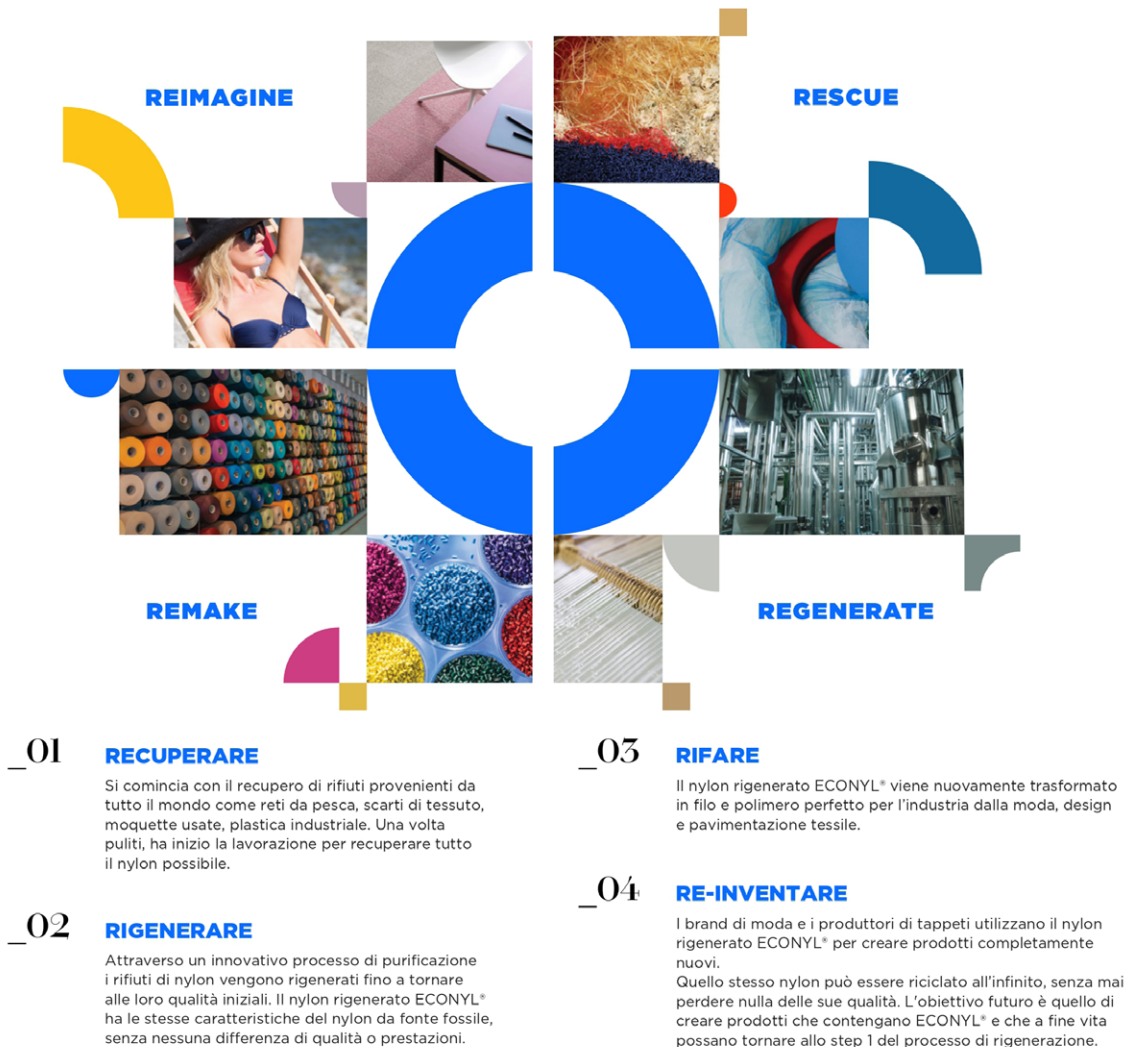 REIMAGINE
RESCUE
REMAKE
REGENERATE
_01
RECUPERARE
Si comincia con il recupero di rifiuti provenienti da
tutto il mondo come reti da pesca, scarti di tessuto,
moquette usate, plastica industriale. Una volta
puliti, ha inizio la lavorazione per recuperare tutto
il nylon possibile.
_02
RIGENERARE
Attraverso un innovativo processo di purificazione
i rifiuti di nylon vengono rigenerati fino a tornare
alle loro qualità iniziali. Il nylon rigenerato ECONYL®
ha le stesse caratteristiche del nylon da fonte fossile,
senza nessuna differenza di qualità o prestazioni.
_03
RIFARE
Il nylon rigenerato ECONYL® viene nuovamente trasformato
in filo e polimero perfetto per l'industria dalla moda, design
e pavimentazione tessile.
_04
RE-INVENTARE
I brand di moda e i produttori di tappeti utilizzano il nylon
rigenerato ECONYL® per creare prodotti completamente
nuovi.
Quello stesso nylon può essere riciclato all'infinito, senza mai
perdere nulla delle sue qualità. L'obiettivo futuro è quello di
creare prodotti che contengano ECONYL® e che a fine vita
possano tornare allo step 1 del processo di rigenerazione.